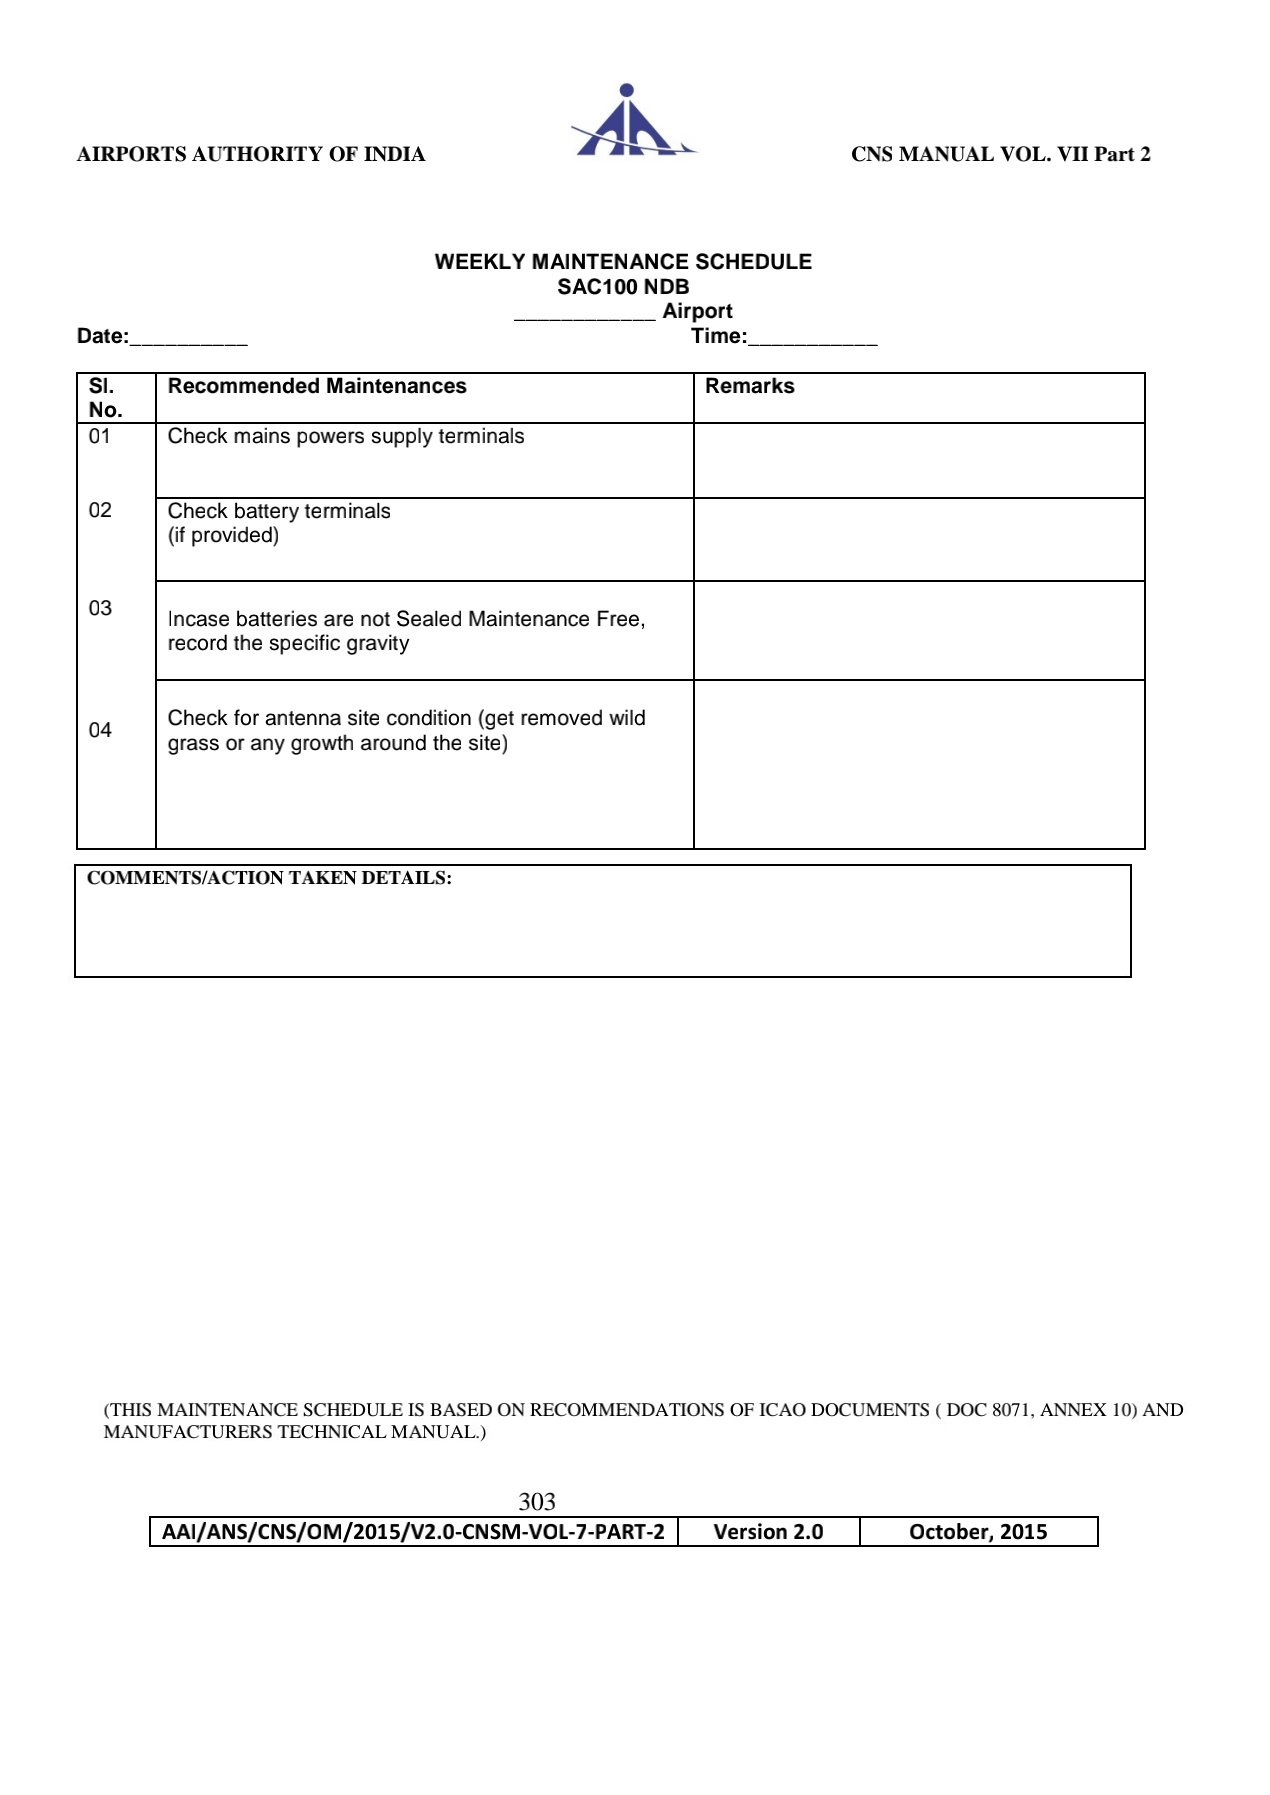 AIRPORTS AUTHORITY OF INDIA CNS MANUAL VOL. VII Part 2
WEEKLY MAINTENANCE SCHEDULE
SAC100 NDB
____________ Airport
Date:__________ Time:___________
Sl. No. Recommended Maintenances Remarks
01 Check mains powers supply terminals
02 Check battery terminals
(if provided)
03 Incase batteries are not Sealed Maintenance Free,
record the specific gravity
04 Check for antenna site condition (get removed wild
grass or any growth around the site)
COMMENTS/ACTION TAKEN DETAILS:
(THIS MAINTENANCE SCHEDULE IS BASED ON RECOMMENDATIONS OF ICAO DOCUMENTS ( DOC 8071, ANNEX 10) AND
MANUFACTURERS TECHNICAL MANUAL.)
303
AAI/ANS/CNS/OM/2015/V2.0-CNSM-VOL-7-PART-2 Version 2.0 October, 2015